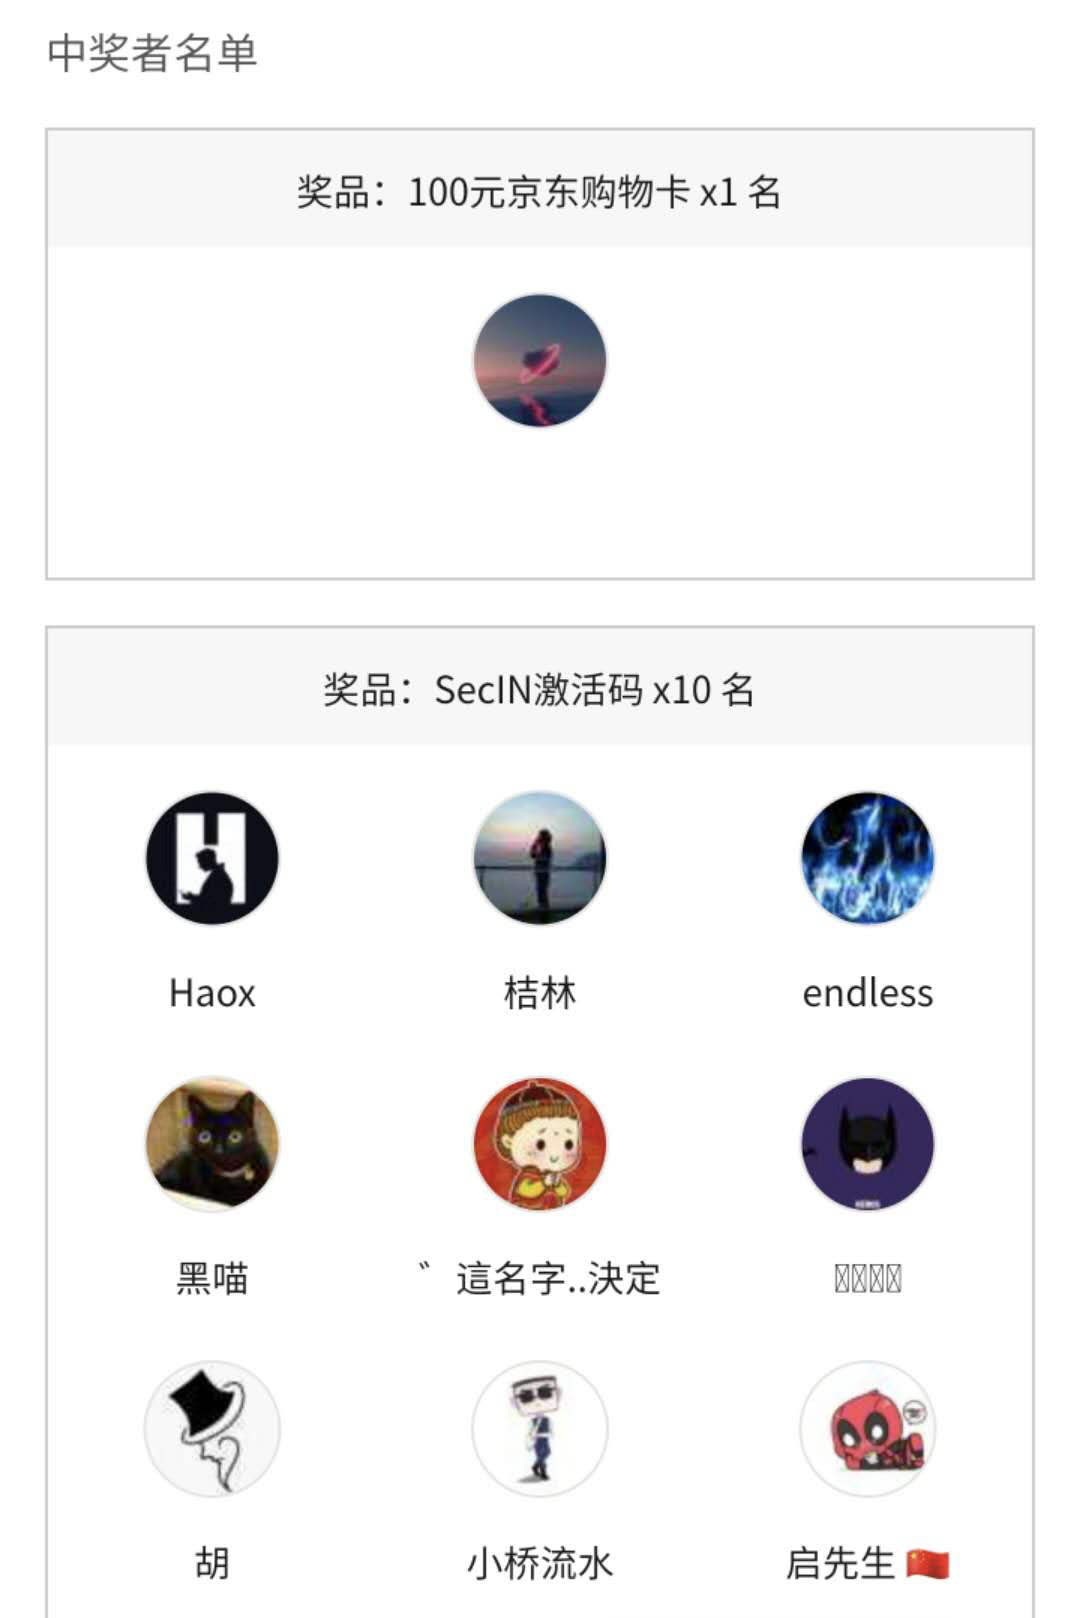 中奖者名单
奖品：100元京东购物卡 x1 名
奖品：SecIN激活码 x10 名
Haox 桔林 endless
黑喵 ゛這名字..決定
胡 小桥流水 启先生 🇨🇳